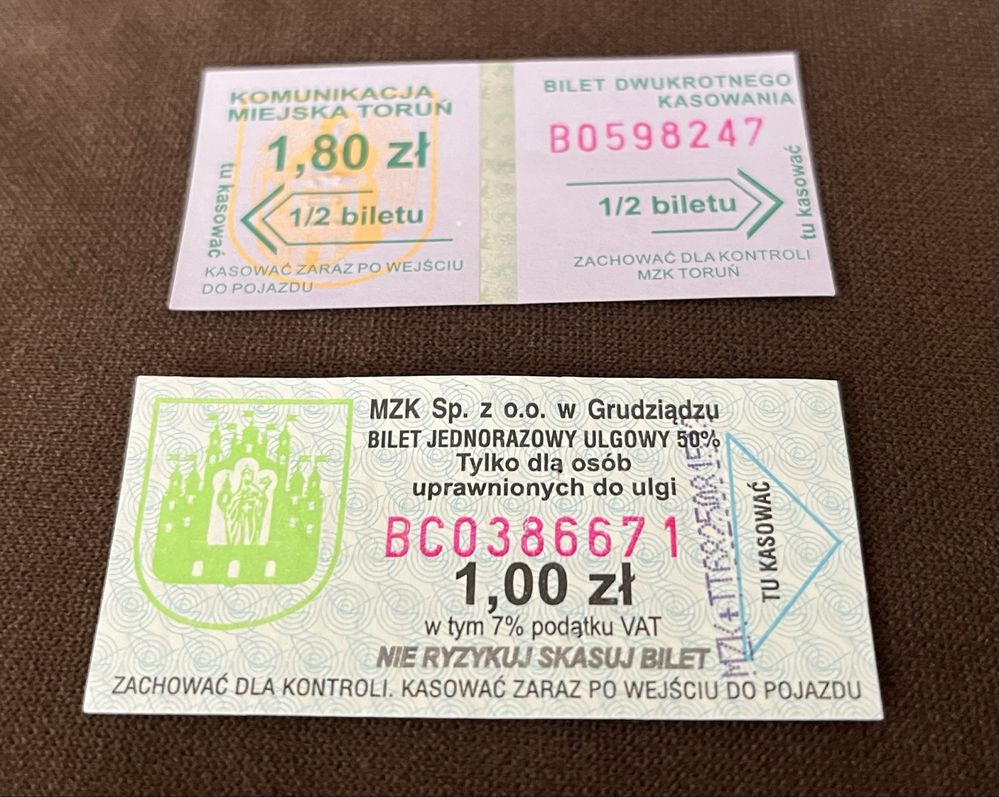 KOMUNIKACJA
MIEJSKA TORUŃ
1,80 zł
tu kasować
1/2 biletu
KASOWAĆ ZARAZ PO WEJŚCIU
DO POJAZDU
BILET DWUKROTNEGO
KASOWANIA
B0598247
1/2 biletu
tu kasować
ZACHOWAĆ DLA KONTROLI
MZK TORUŃ
MZK Sp. z o.o. w Grudziądzu
BILET JEDNORAZOWY ULGOWY 50%
Tylko dla osób
uprawnionych do ulgi
BC0386671
1,00 zł
w tym 7% podatku VAT
NIE RYZYKUJ SKASUJ BILET
ZACHOWAĆ DLA KONTROLI. KASOWAĆ ZARAZ PO WEJŚCIU DO POJAZDU
TU KASOWAĆ